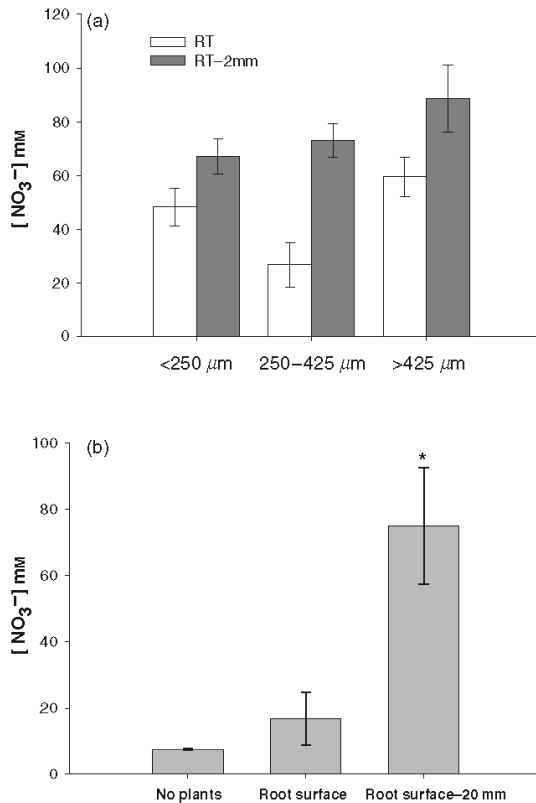 (a)
RT
RT–2mm
[ NO₃⁻] mM
120
100
80
60
40
20
0
<250 μm 250–425 μm >425 μm
(b)
[ NO₃⁻] mM
100
80
60
40
20
0
*
No plants Root surface Root surface–20 mm